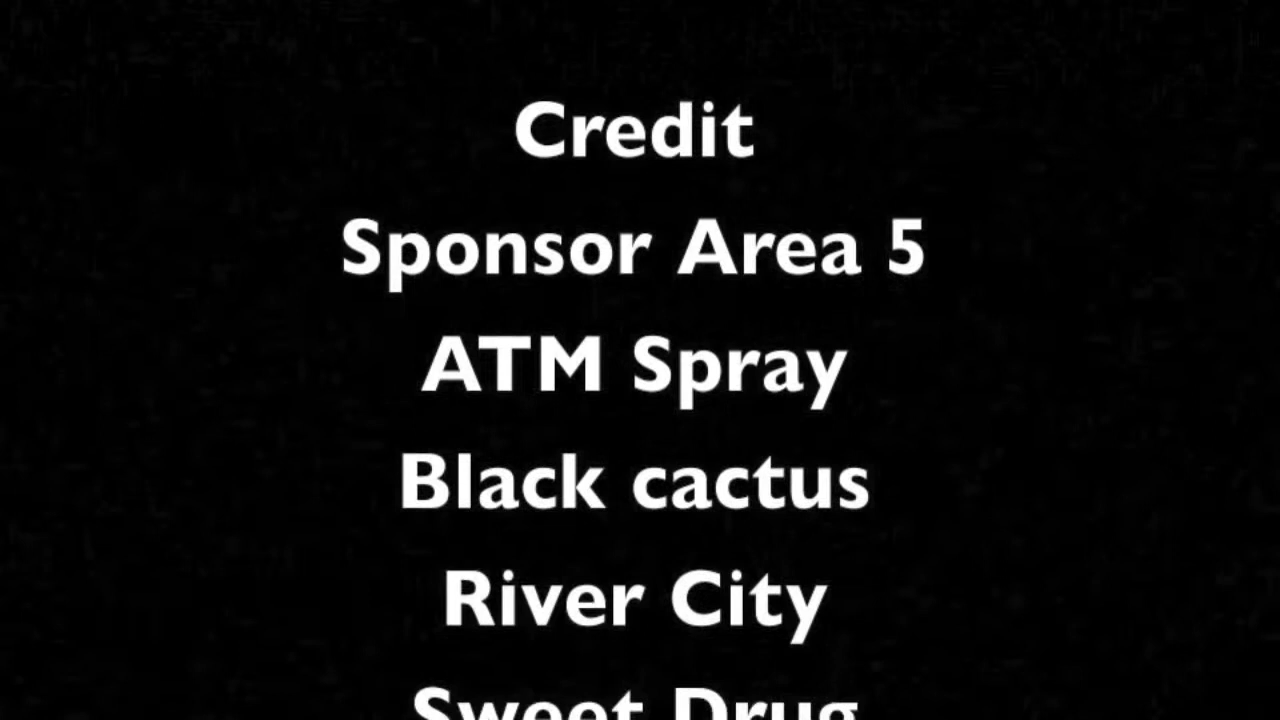 Credit
Sponsor Area 5
ATM Spray
Black cactus
River City
Sweet Drug